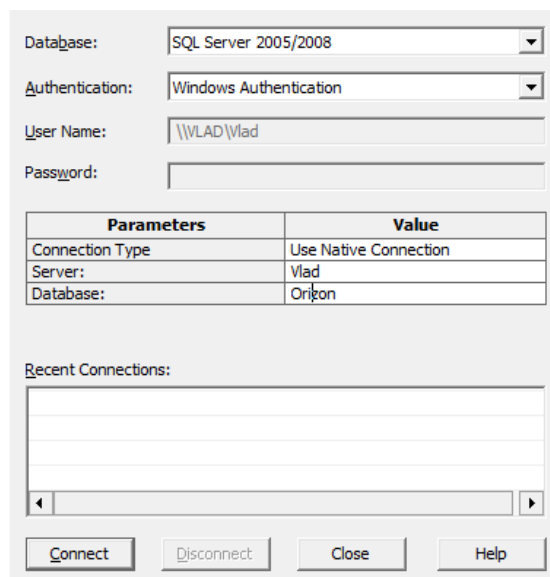 Database: SQL Server 2005/2008
Authentication: Windows Authentication
User Name: \\VLAD\Vlad
Password:
Parameters Value
Connection Type Use Native Connection
Server: Vlad
Database: Orizon
Recent Connections:
Connect Disconnect Close Help